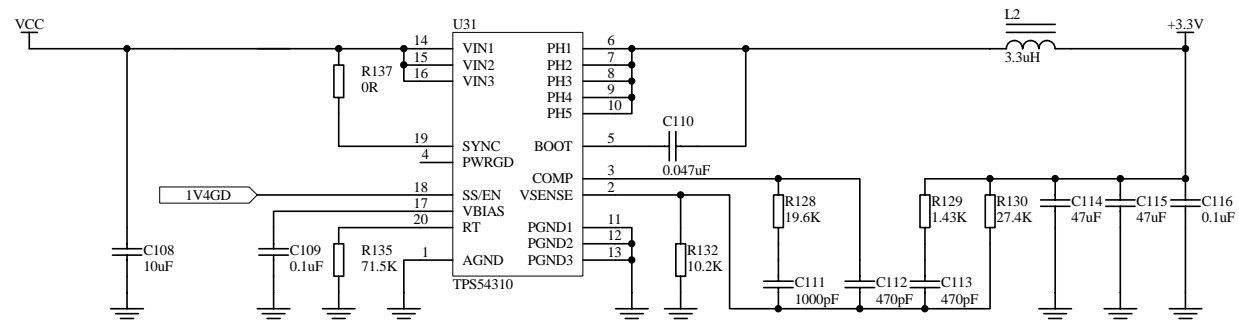 VCC
U31
L2
+3.3V
3.3uH
R137
0R
14
15
16
VIN1
VIN2
VIN3
PH1
PH2
PH3
PH4
PH5
6
7
8
9
10
C110
0.047uF
19
4
SYNC
PWRGD
BOOT
5
COMP
VSENSE
3
2
1V4GD
18
17
20
SS/EN
VBIAS
RT
PGND1
PGND2
PGND3
11
12
13
1
AGND
TPS54310
C108
10uF
C109
0.1uF
R135
71.5K
R132
10.2K
R128
19.6K
R129
1.43K
R130
27.4K
C114
47uF
C115
47uF
C116
0.1uF
C111
1000pF
C112
470pF
C113
470pF